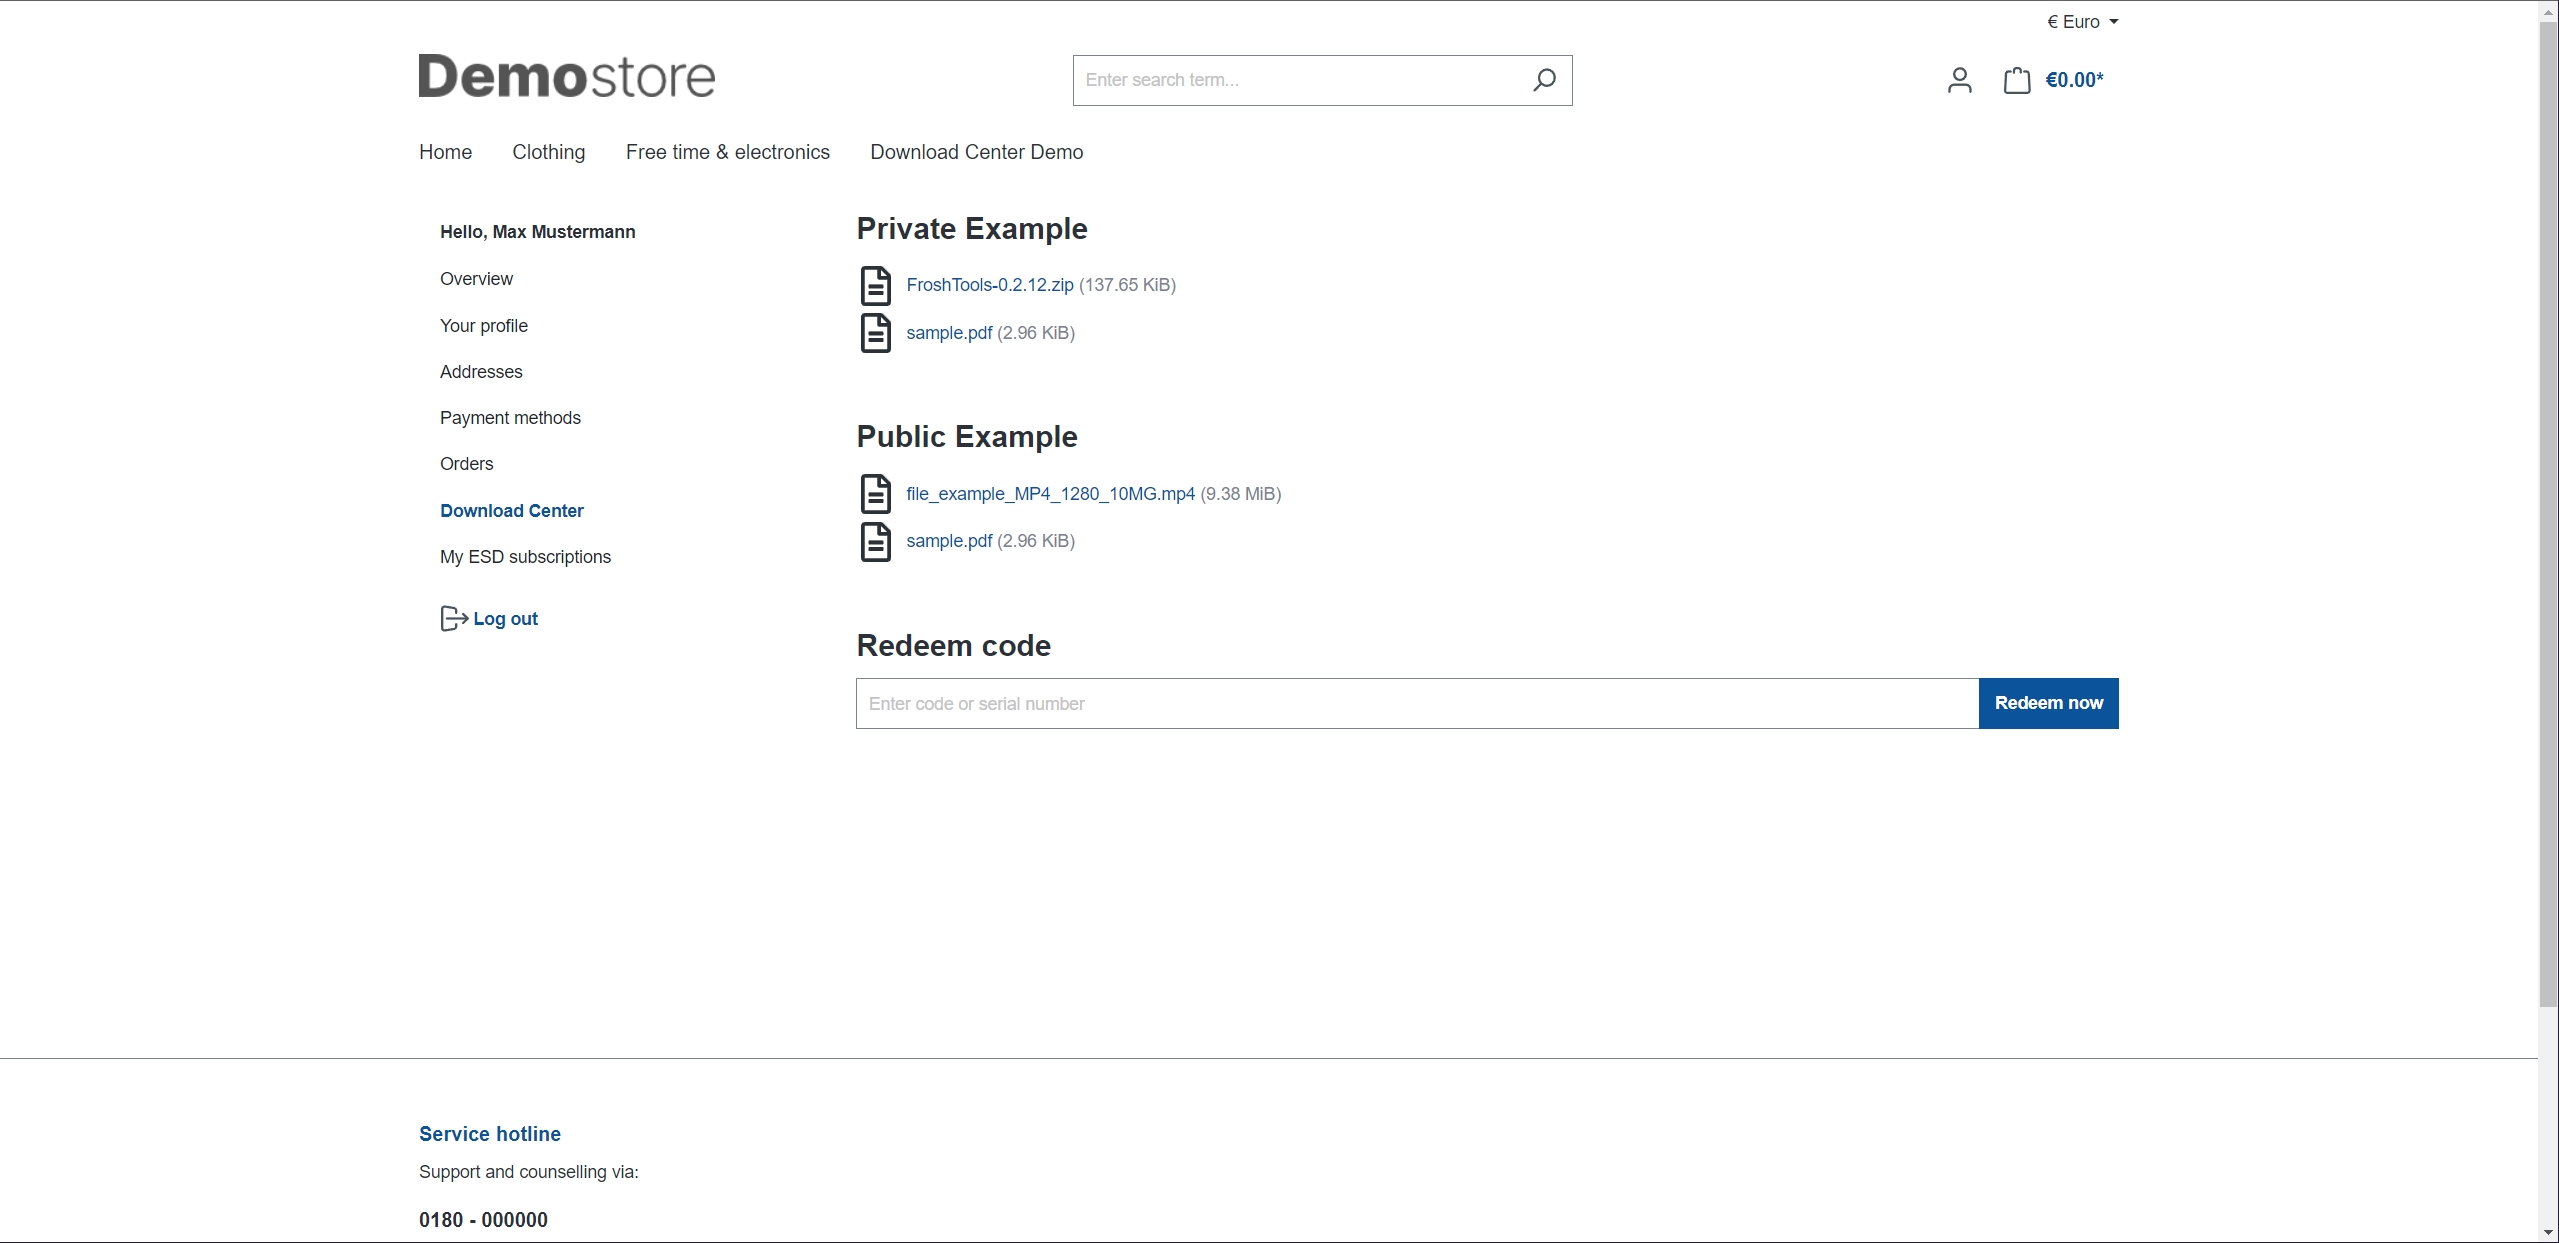 € Euro
Demostore
Enter search term...
€0.00*
Home Clothing Free time & electronics Download Center Demo
Hello, Max Mustermann
Overview
Your profile
Addresses
Payment methods
Orders
Download Center
My ESD subscriptions
Log out
Private Example
FroshTools-0.2.12.zip (137.65 KiB)
sample.pdf (2.96 KiB)
Public Example
file_example_MP4_1280_10MG.mp4 (9.38 MiB)
sample.pdf (2.96 KiB)
Redeem code
Enter code or serial number
Redeem now
Service hotline
Support and counselling via:
0180 - 000000